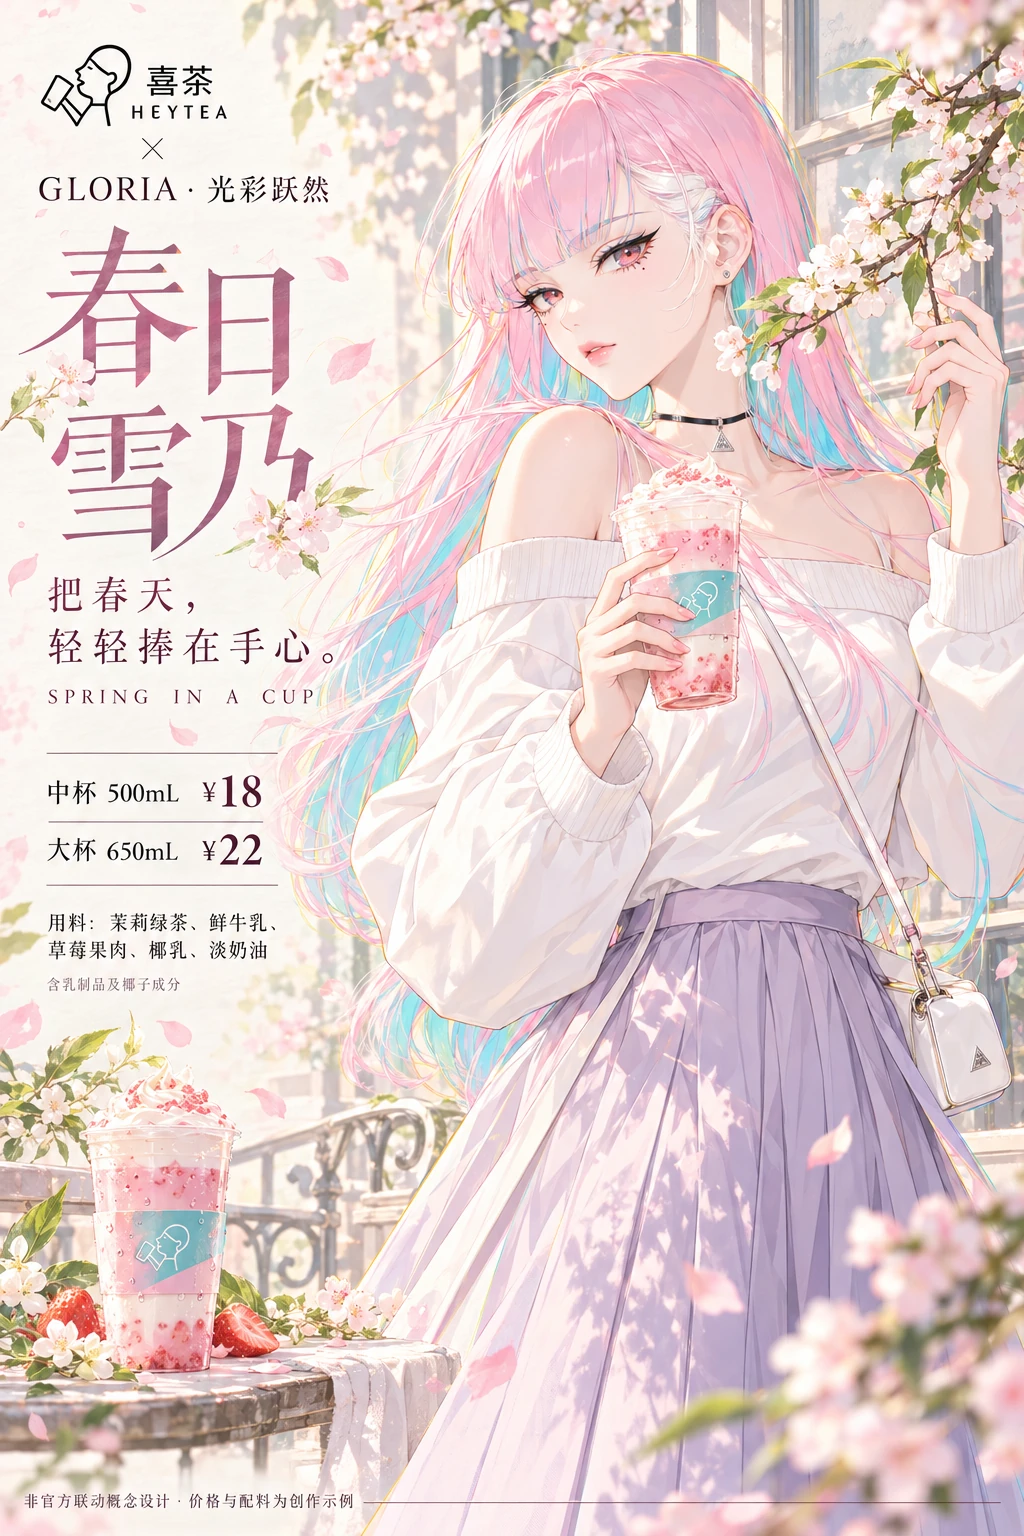 喜茶
HEYTEA
×
GLORIA · 光彩跃然
春日
雪乃
把春天，
轻轻捧在手心。
SPRING IN A CUP
中杯 500mL ¥18
大杯 650mL ¥22
用料： 茉莉绿茶、鲜牛乳、
草莓果肉、椰乳、淡奶油
含乳制品及椰子成分
非官方联动概念设计 · 价格与配料为创作示例